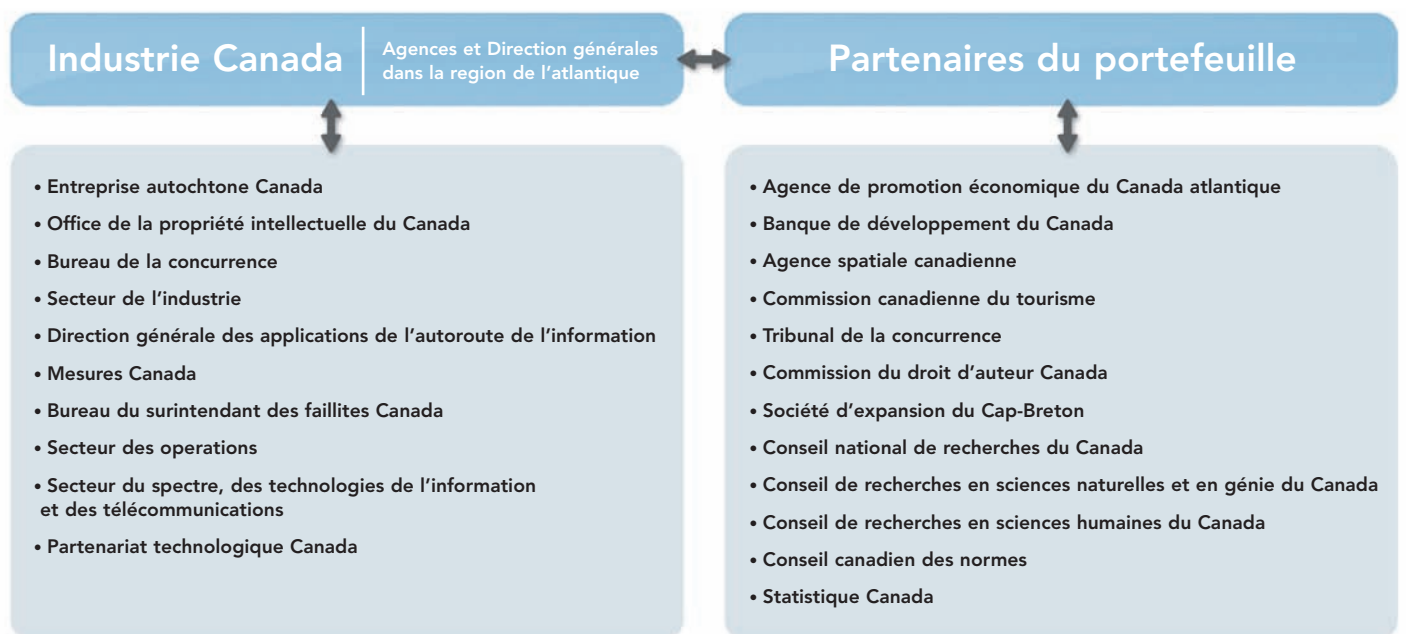 Industrie Canada
Agences et Direction générales
dans la region de l'atlantique
Partenaires du portefeuille
• Entreprise autochtone Canada
• Office de la propriété intellectuelle du Canada
• Bureau de la concurrence
• Secteur de l'industrie
• Direction générale des applications de l'autoroute de l'information
• Mesures Canada
• Bureau du surintendant des faillites Canada
• Secteur des operations
• Secteur du spectre, des technologies de l'information
et des télécommunications
• Partenariat technologique Canada
• Agence de promotion économique du Canada atlantique
• Banque de développement du Canada
• Agence spatiale canadienne
• Commission canadienne du tourisme
• Tribunal de la concurrence
• Commission du droit d'auteur Canada
• Société d'expansion du Cap-Breton
• Conseil national de recherches du Canada
• Conseil de recherches en sciences naturelles et en génie du Canada
• Conseil de recherches en sciences humaines du Canada
• Conseil canadien des normes
• Statistique Canada